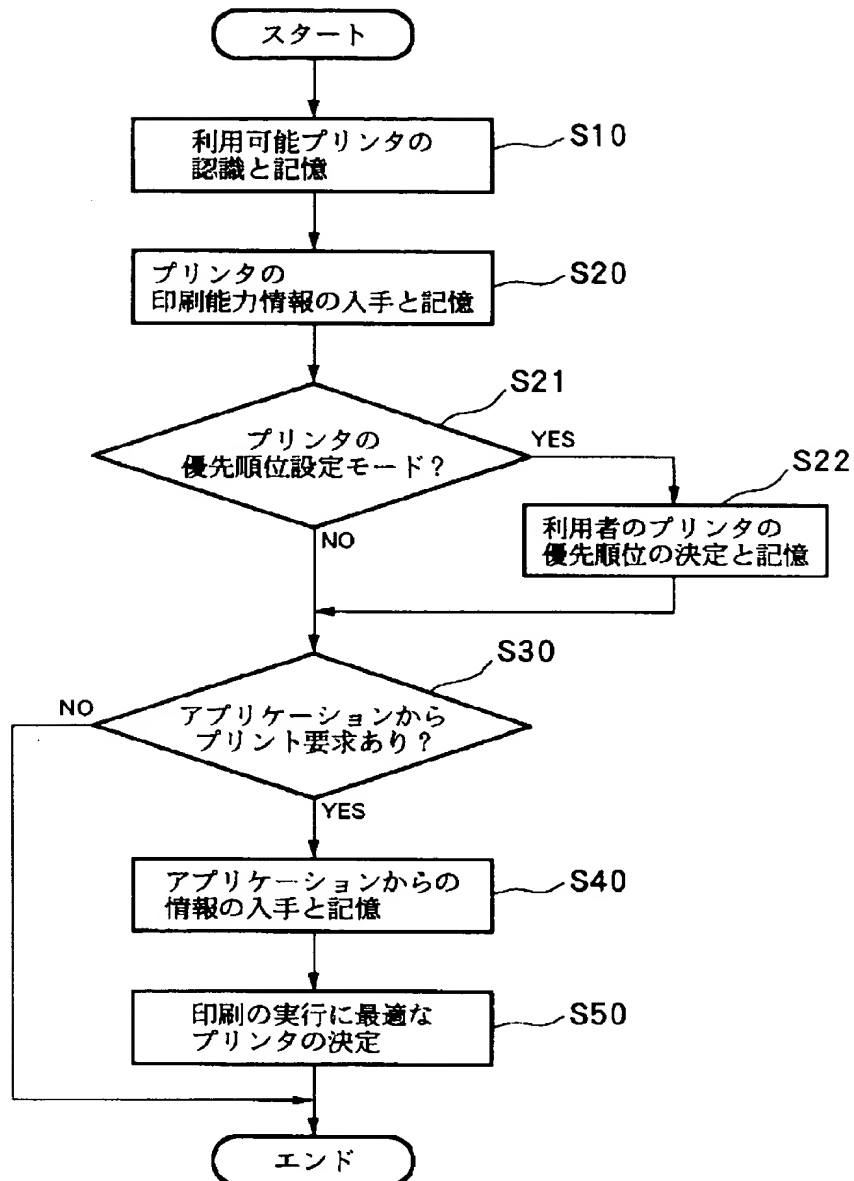 スタート
利用可能プリンタの
認識と記憶
S10
プリンタの
印刷能力情報の入手と記憶
S20
S21
プリンタの
優先順位設定モード？
YES
S22
利用者のプリンタの
優先順位の決定と記憶
NO
S30
NO
アプリケーションから
プリント要求あり？
YES
アプリケーションからの
情報の入手と記憶
S40
印刷の実行に最適な
プリンタの決定
S50
エンド